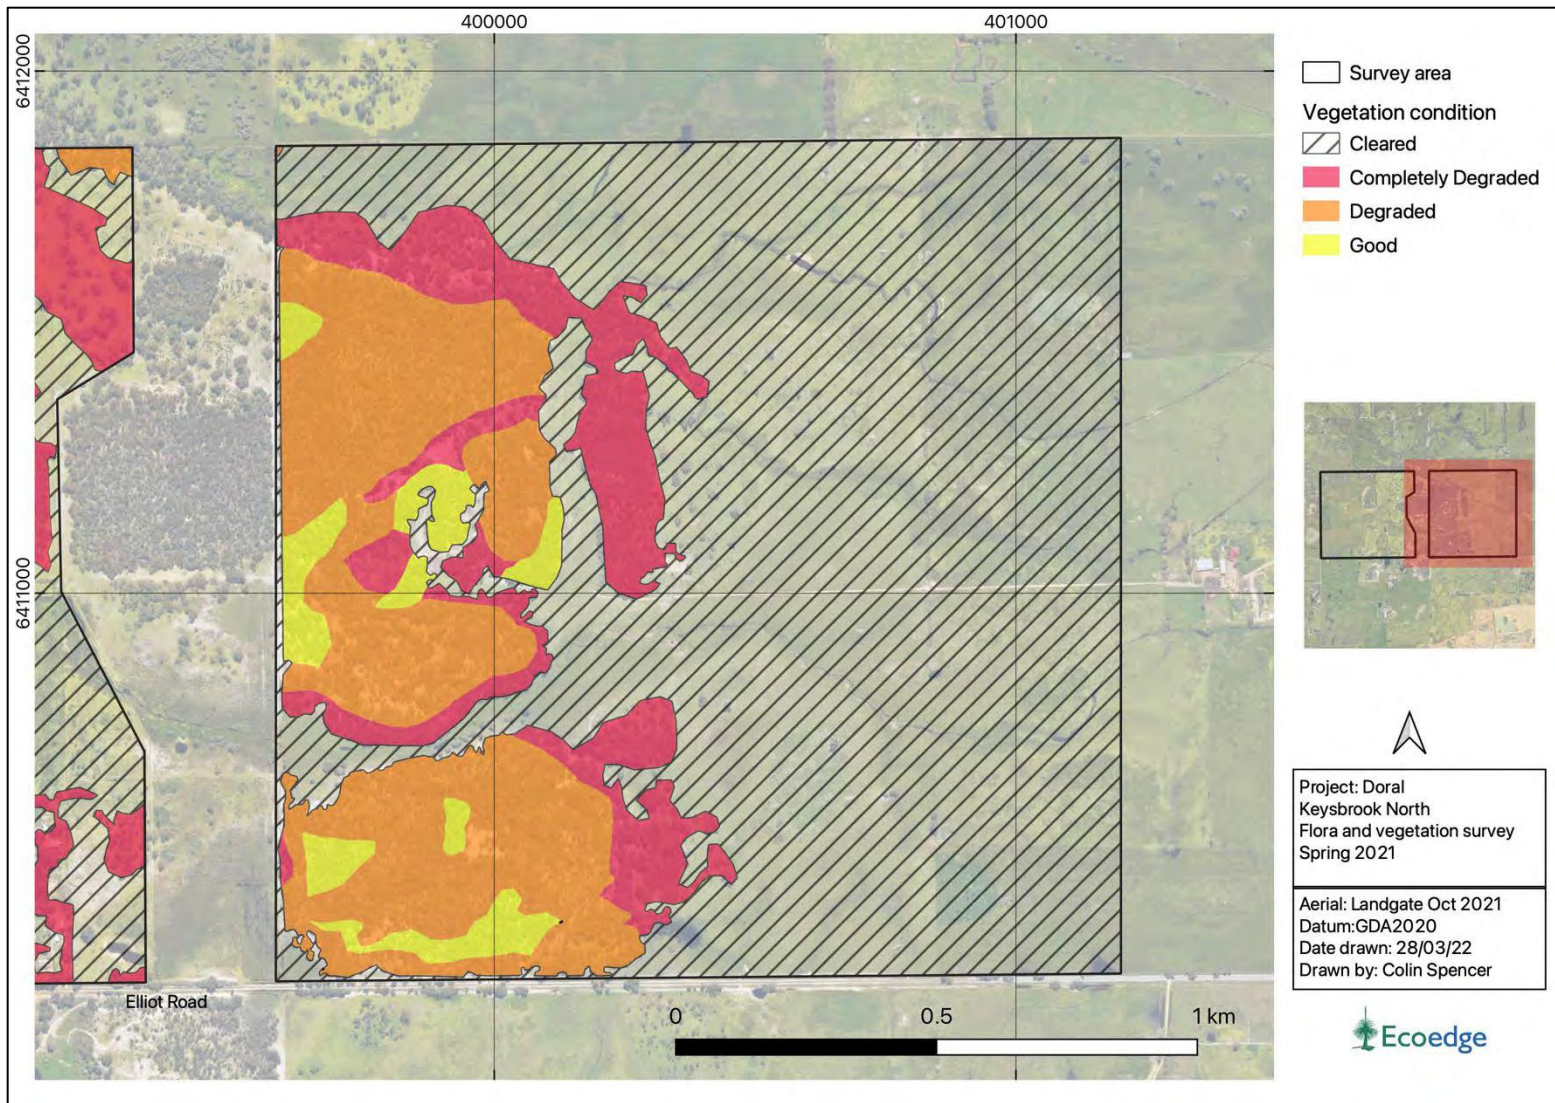 400000
401000
6412000
6411000
Survey area
Vegetation condition
Cleared
Completely Degraded
Degraded
Good
Project: Doral
Keysbrook North
Flora and vegetation survey
Spring 2021
Aerial: Landgate Oct 2021
Datum:GDA2020
Date drawn: 28/03/22
Drawn by: Colin Spencer
Ecoedge
Elliot Road
0
0.5
1 km